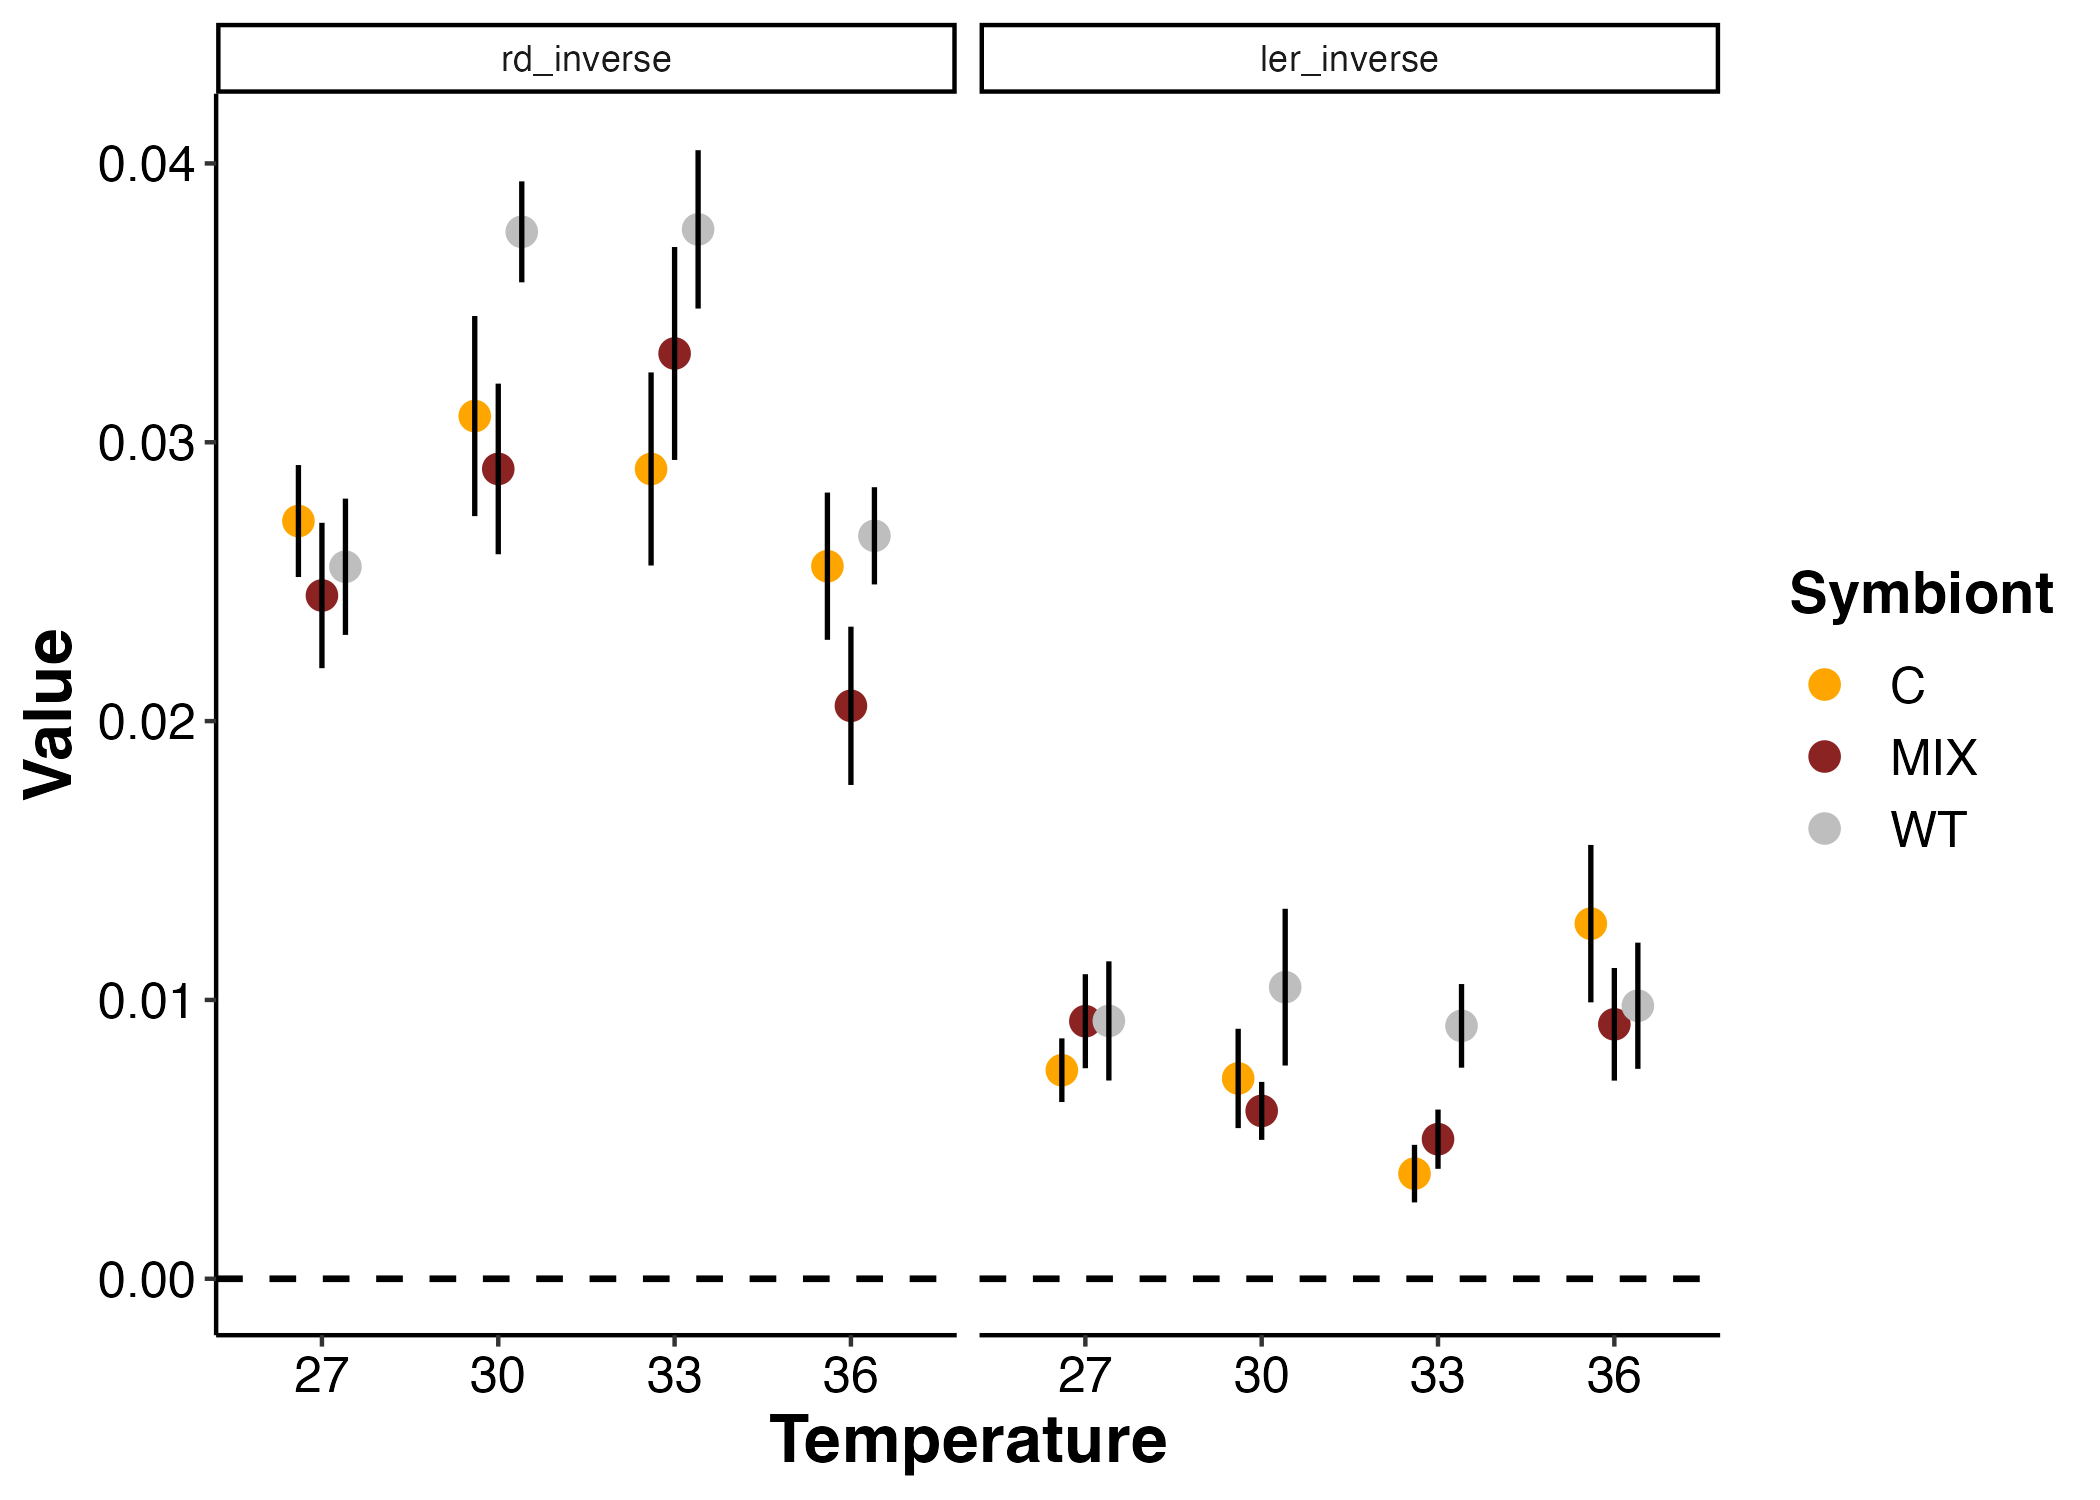 rd_inverse
ler_inverse
0.04
0.03
0.02
0.01
0.00
Value
27 30 33 36
27 30 33 36
Temperature
Symbiont
C
MIX
WT